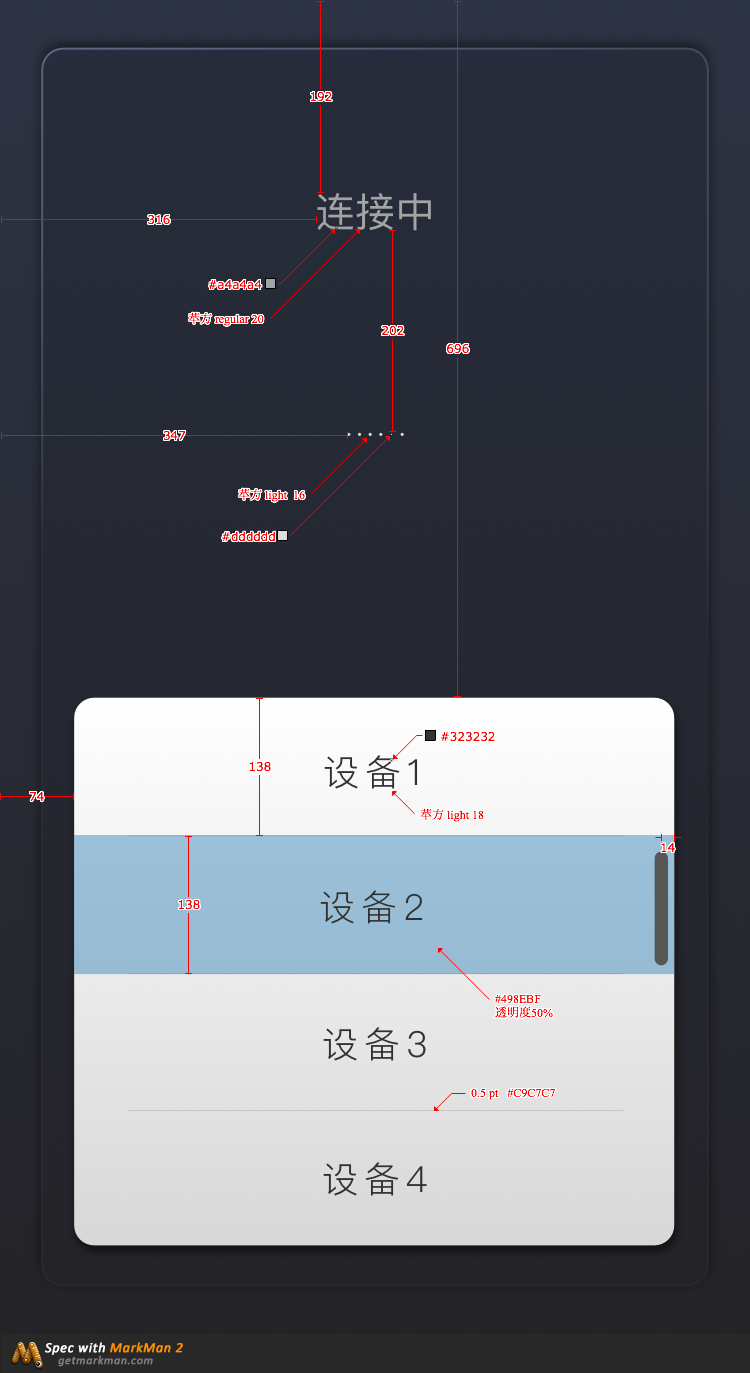 192
连接中
316
#a4a4a4
苹方 regular 20
202
696
347
······
苹方 light 16
#dddddd
#323232
138
设备1
74
苹方 light 18
14
138
设备2
#498EBF
透明度50%
设备3
0.5 pt #C9C7C7
设备4
Spec with MarkMan 2
getmarkman.com